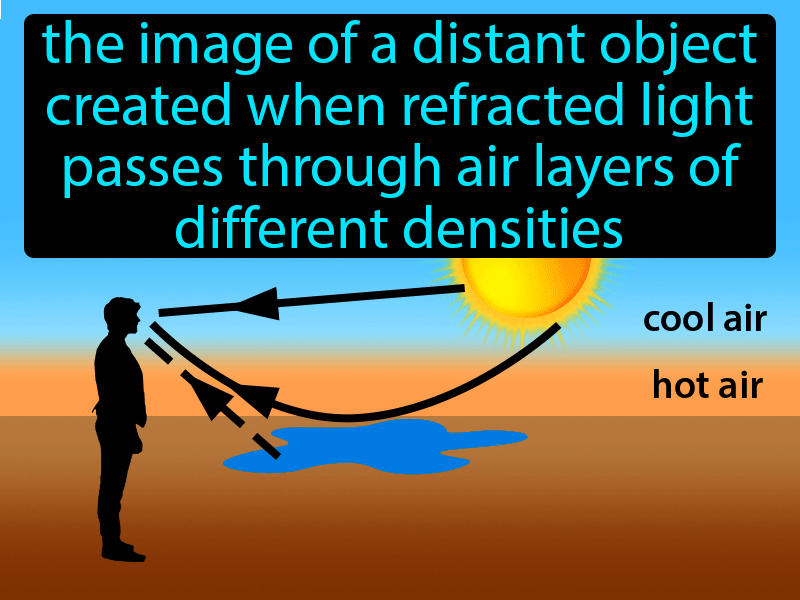 the image of a distant object
created when refracted light
passes through air layers of
different densities
cool air
hot air